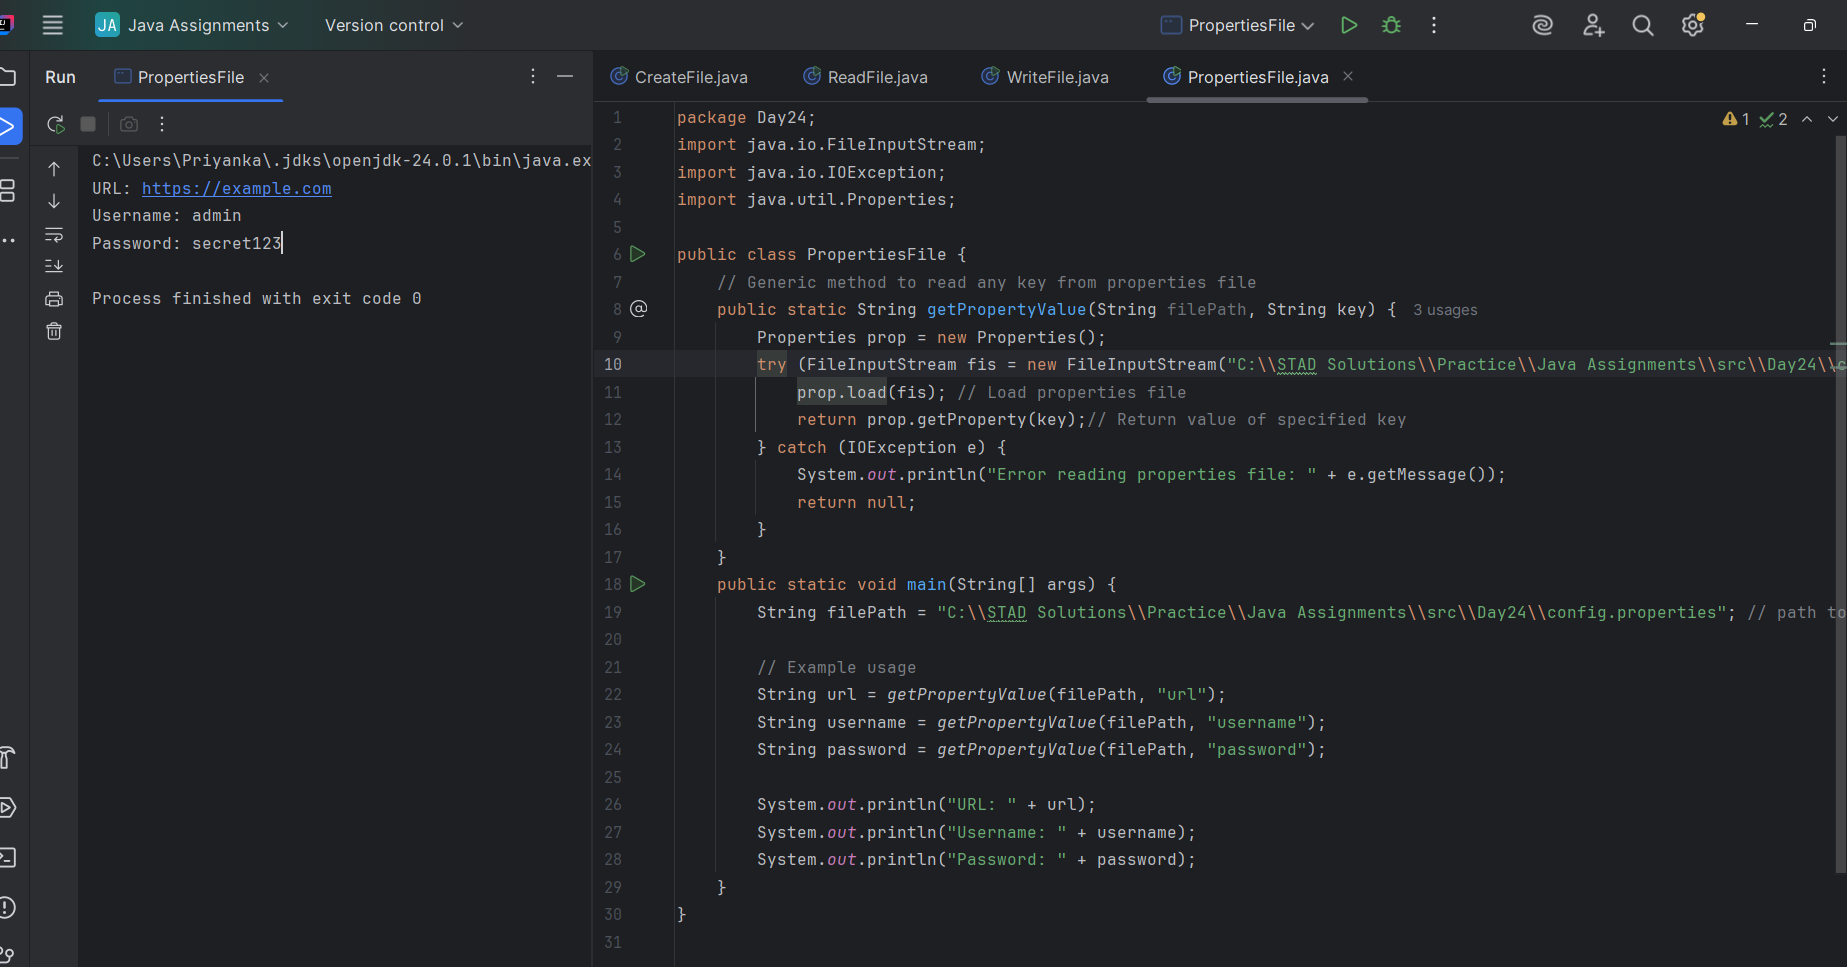 JA Java Assignments Version control PropertiesFile
Run PropertiesFile
CreateFile.java ReadFile.java WriteFile.java PropertiesFile.java
C:\Users\Priyanka\.jdks\openjdk-24.0.1\bin\java.ex
URL: https://example.com
Username: admin
Password: secret123
Process finished with exit code 0
1 2
1 package Day24;
2 import java.io.FileInputStream;
3 import java.io.IOException;
4 import java.util.Properties;
5
6 public class PropertiesFile {
7 // Generic method to read any key from properties file
8 @ public static String getPropertyValue(String filePath, String key) { 3 usages
9 Properties prop = new Properties();
10 try (FileInputStream fis = new FileInputStream("C:\\STAD Solutions\\Practice\\Java Assignments\\src\\Day24\\c
11 prop.load(fis); // Load properties file
12 return prop.getProperty(key);// Return value of specified key
13 } catch (IOException e) {
14 System.out.println("Error reading properties file: " + e.getMessage());
15 return null;
16 }
17 }
18 public static void main(String[] args) {
19 String filePath = "C:\\STAD Solutions\\Practice\\Java Assignments\\src\\Day24\\config.properties"; // path to
20
21 // Example usage
22 String url = getPropertyValue(filePath, "url");
23 String username = getPropertyValue(filePath, "username");
24 String password = getPropertyValue(filePath, "password");
25
26 System.out.println("URL: " + url);
27 System.out.println("Username: " + username);
28 System.out.println("Password: " + password);
29 }
30 }
31